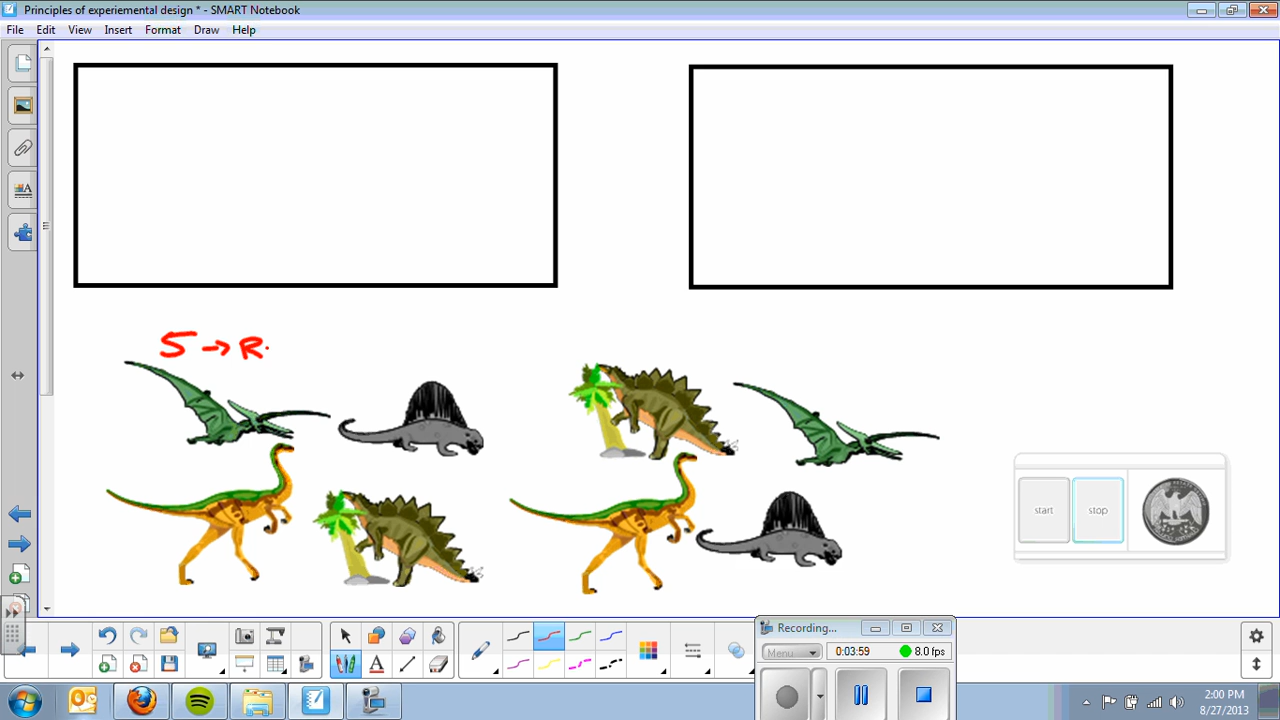 Principles of experiemental design * - SMART Notebook
File Edit View Insert Format Draw Help
S → R
start stop
Recording...
Menu 0:03:59 8.0 fp
2:00 PM
8/27/2013